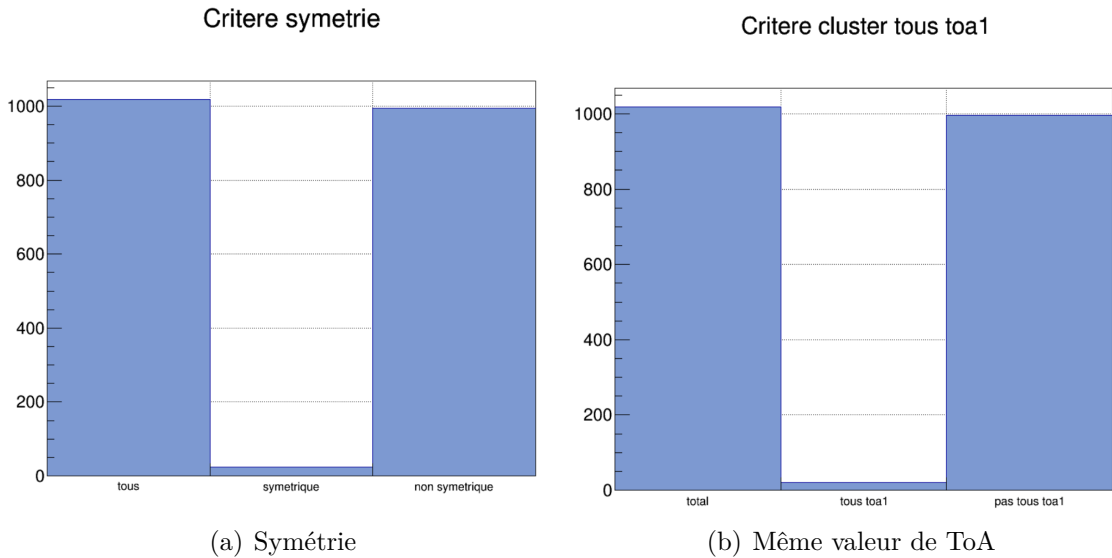 Critere symetrie
1000
800
600
400
200
0
tous symetrique non symetrique
(a) Symétrie
Critere cluster tous toa1
1000
800
600
400
200
0
total tous toa1 pas tous toa1
(b) Même valeur de ToA